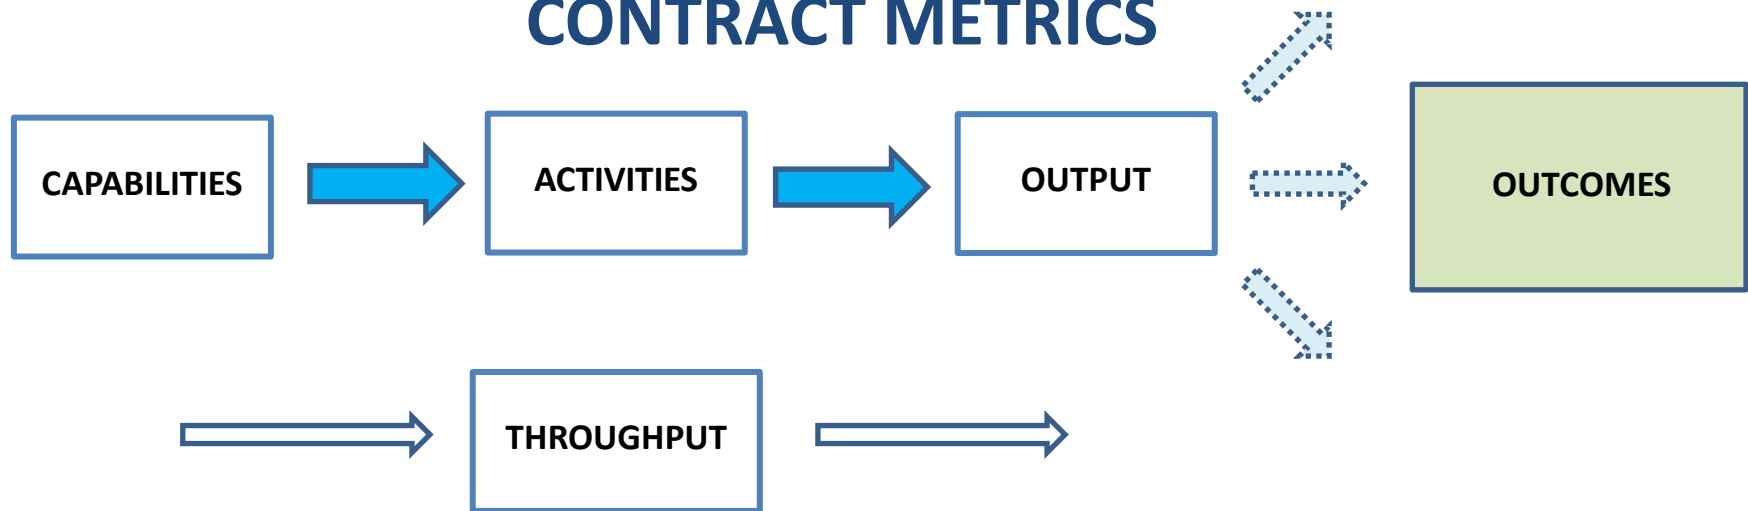 CONTRACT METRICS
CAPABILITIES
ACTIVITIES
OUTPUT
OUTCOMES
THROUGHPUT